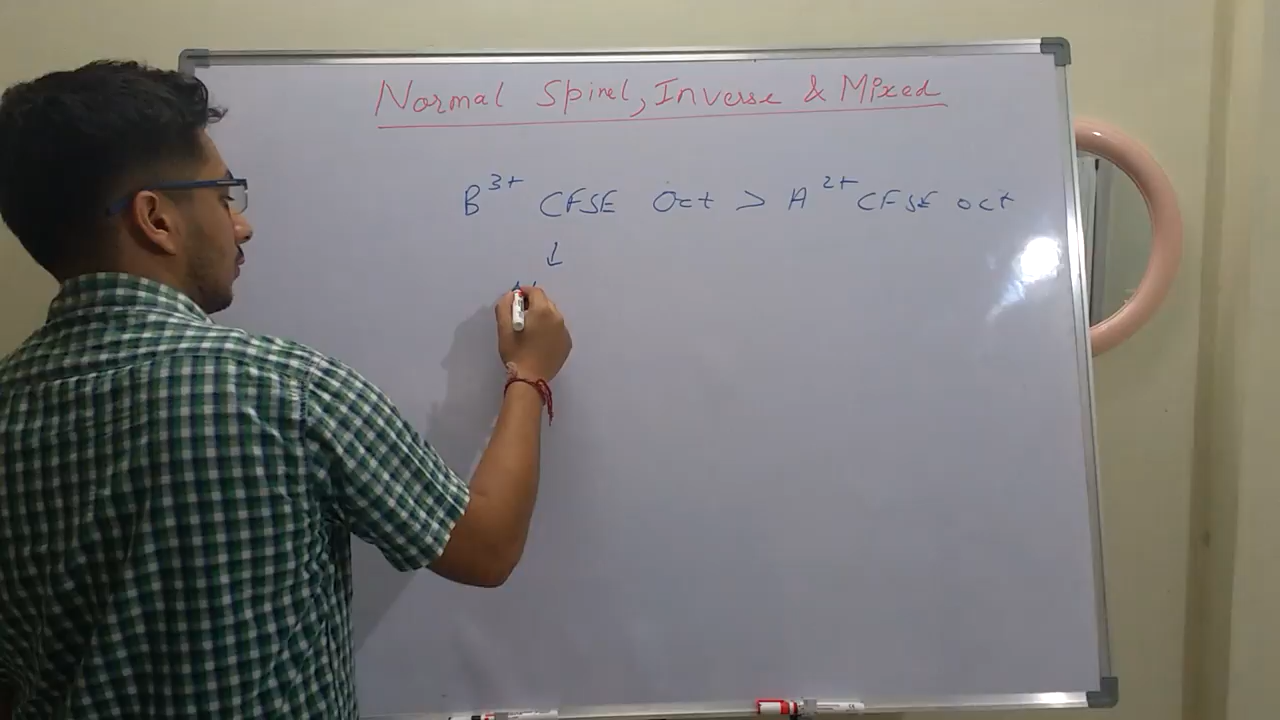 Normal Spinel, Inverse & Mixed
B³⁺ CFSE Oct > A²⁺ CFSE oct
↓